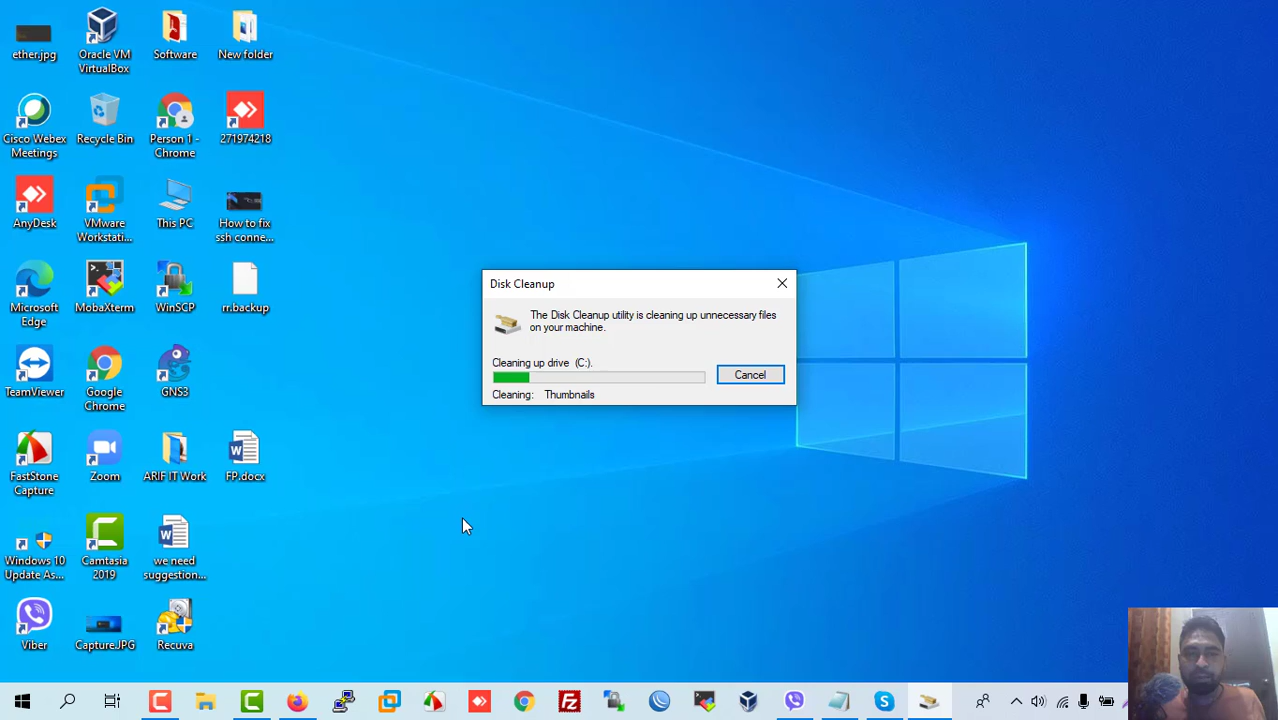 ether.jpg
Oracle VM
VirtualBox
Software
New folder
Cisco Webex
Meetings
Recycle Bin
Person 1 -
Chrome
271974218
AnyDesk
VMware
Workstati...
This PC
How to fix
ssh conne...
Microsoft
Edge
MobaXterm
WinSCP
rr.backup
TeamViewer
Google
Chrome
GNS3
FastStone
Capture
Zoom
ARIF IT Work
FP.docx
Windows 10
Update As...
Camtasia
2019
we need
suggestion...
Viber
Capture.JPG
Recuva
Disk Cleanup
The Disk Cleanup utility is cleaning up unnecessary files
on your machine.
Cleaning up drive (C:).
Cancel
Cleaning: Thumbnails